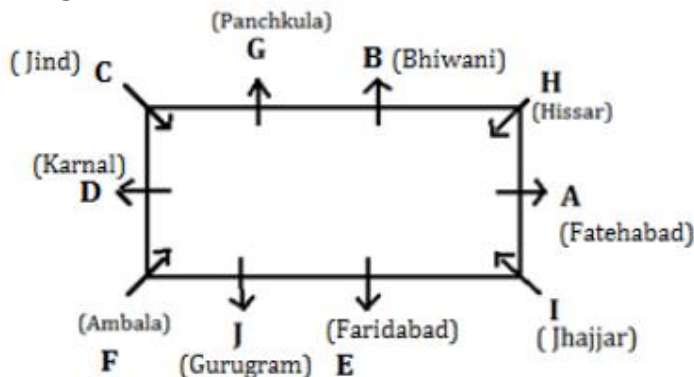 (Panchkula)
( Jind) C G B (Bhiwani) H
(Hissar)
(Karnal)
D A
(Fatehabad)
(Ambala) J (Faridabad) I
F (Gurugram) E ( Jhajjar)